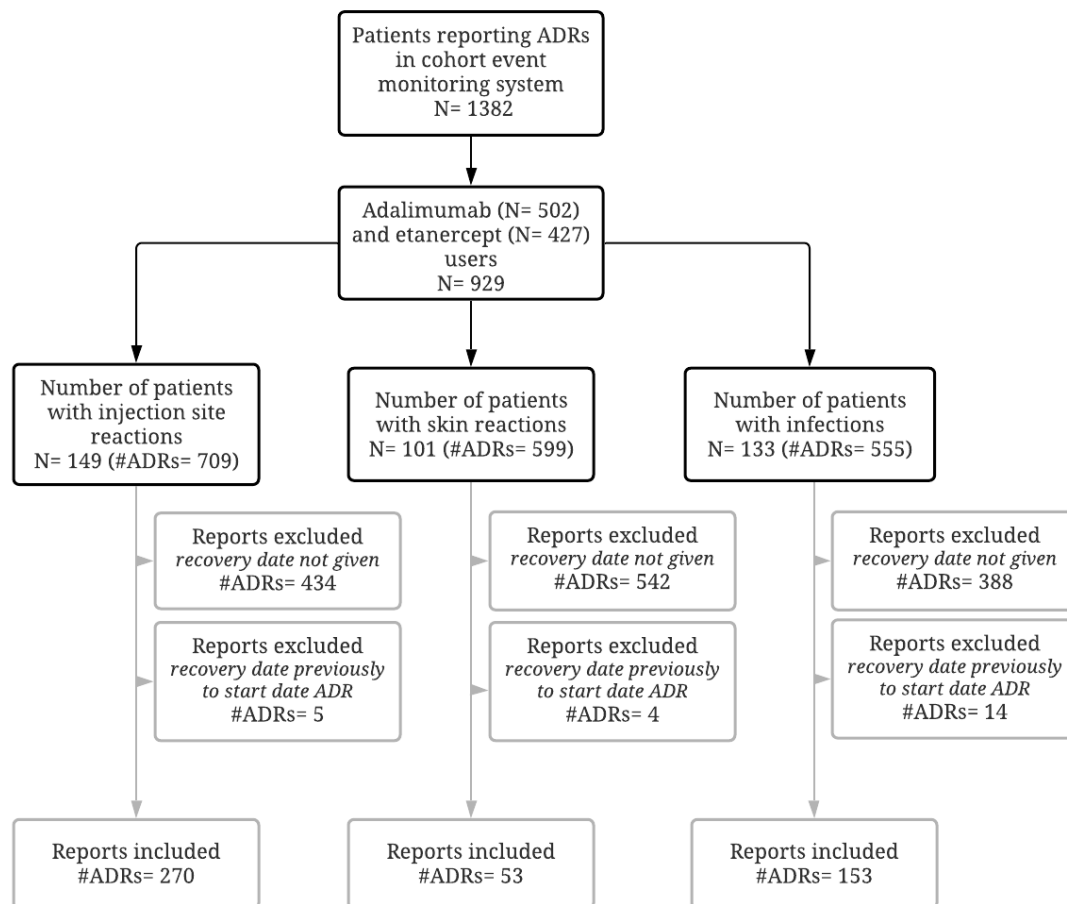 Patients reporting ADRs
in cohort event
monitoring system
N= 1382
Adalimumab (N= 502)
and etanercept (N= 427)
users
N= 929
Number of patients
with injection site
reactions
N= 149 (#ADRs= 709)
Number of patients
with skin reactions
N= 101 (#ADRs= 599)
Number of patients
with infections
N= 133 (#ADRs= 555)
Reports excluded
recovery date not given
#ADRs= 434
Reports excluded
recovery date not given
#ADRs= 542
Reports excluded
recovery date not given
#ADRs= 388
Reports excluded
recovery date previously
to start date ADR
#ADRs= 5
Reports excluded
recovery date previously
to start date ADR
#ADRs= 4
Reports excluded
recovery date previously
to start date ADR
#ADRs= 14
Reports included
#ADRs= 270
Reports included
#ADRs= 53
Reports included
#ADRs= 153